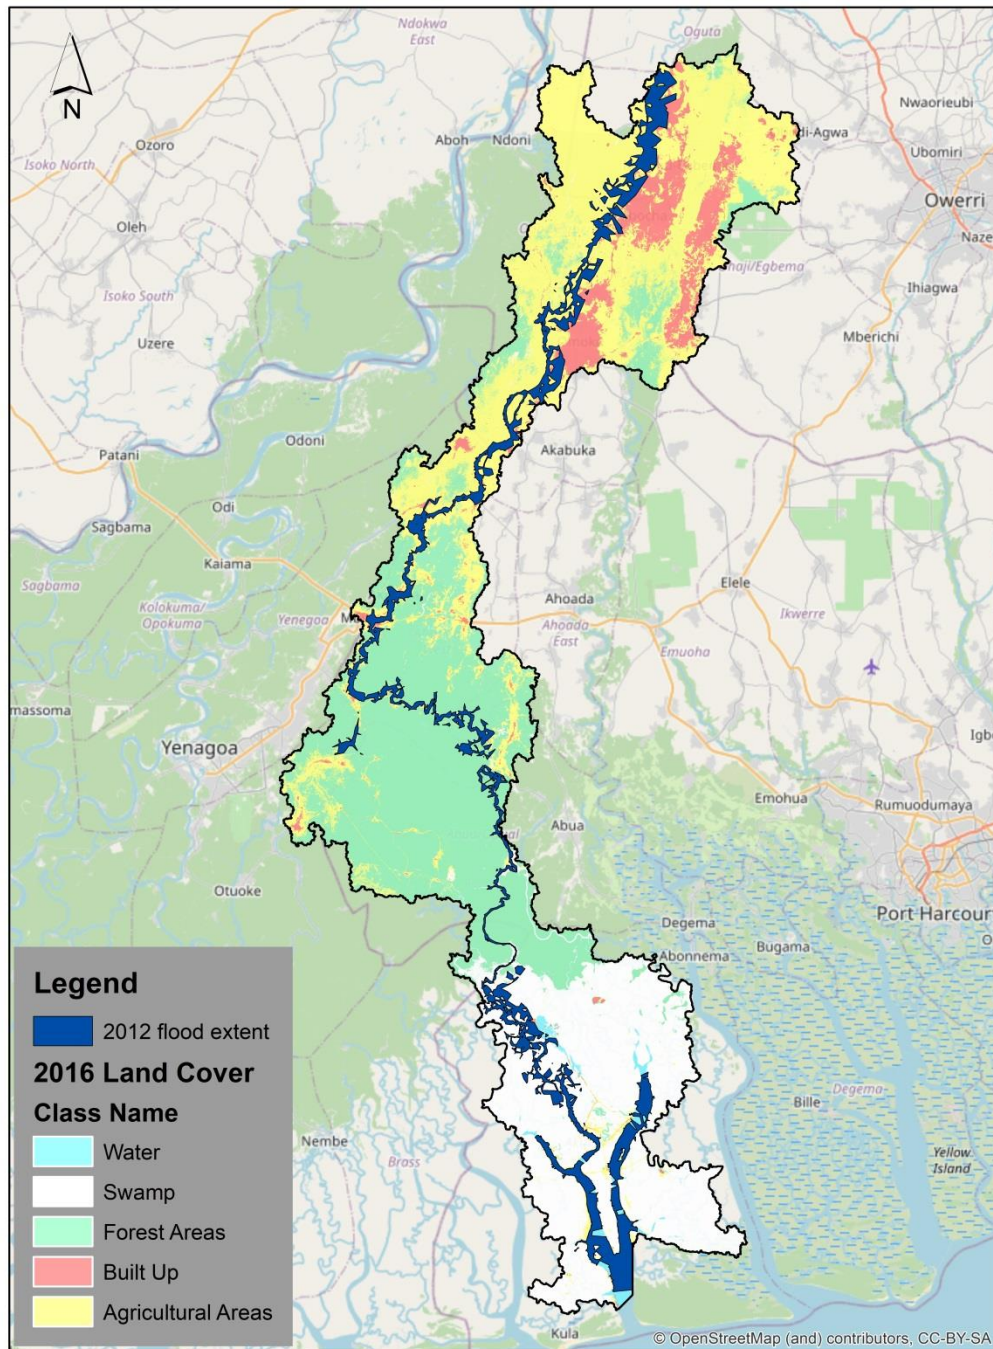 Ndokwa
East
Oguta
N
Nwaorieubi
Ozoro
Aboh
Ndoni
di-Agwa
Isoko North
Ubomiri
Owerri
Oleh
Naze
naji/Egbema
Isoko South
Ihiagwa
Uzere
Mberichi
Odoni
Akabuka
Patani
Odi
Sagbama
Kaiama
Elele
Sagbama
Kolokuma/
Opokuma
Yenegoa
Ahoada
Ahoada
East
Ikwerre
Emuoha
massoma
Yenagoa
Igb
Emohua
Rumuodumaya
Abua
Otuoke
Degema
Port Harcour
Bugama
Abonnema
Legend
2012 flood extent
2016 Land Cover
Class Name
Water
Swamp
Forest Areas
Built Up
Agricultural Areas
Degema
Bille
Nembe
Brass
Yellow
Island
Kula
© OpenStreetMap (and) contributors, CC-BY-SA